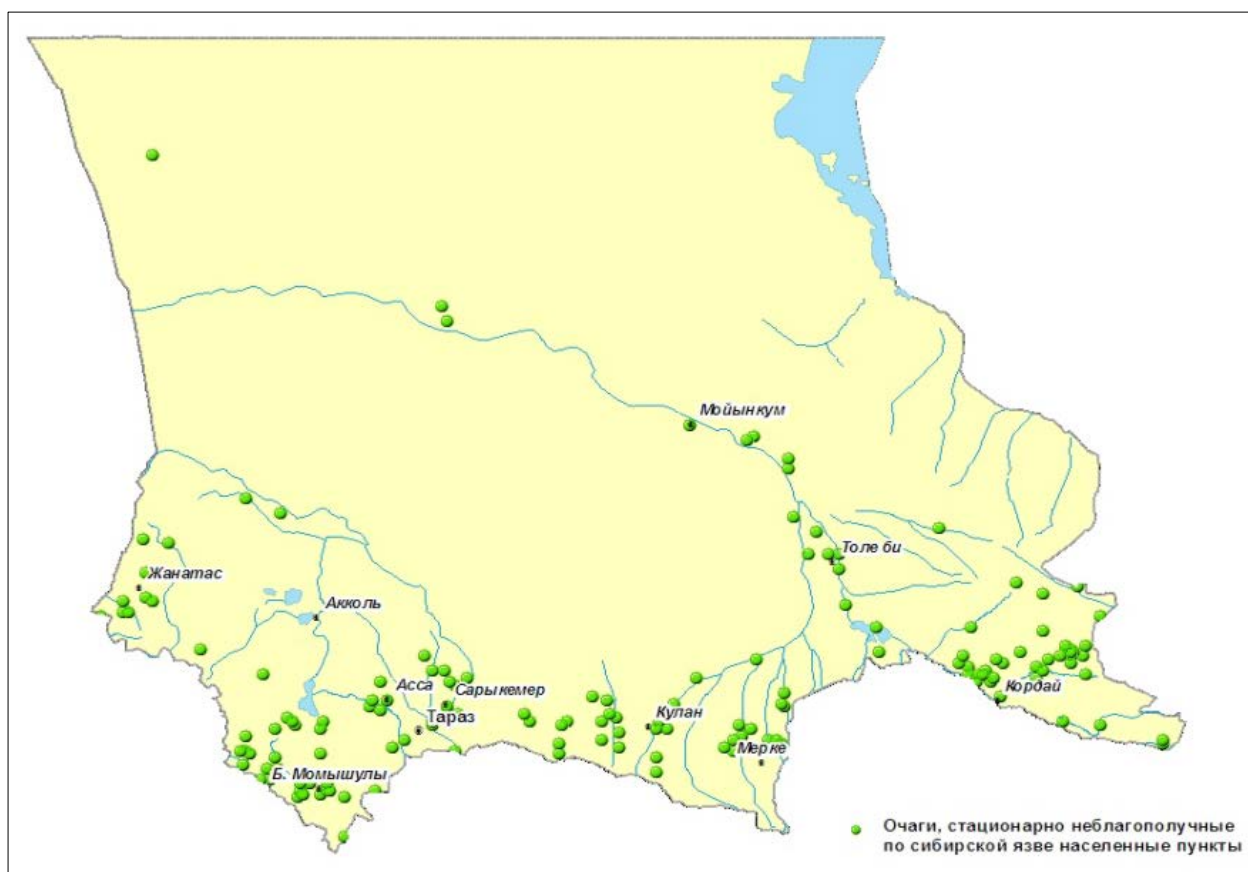 Мойынкум
Толе би
Жанатас
Акколь
Асса
Сарыкемер
Тараз
Кулан
Кордай
Мерке
Б. Момышулы
Очаги, стационарно неблагополучные
по сибирской язве населенные пункты